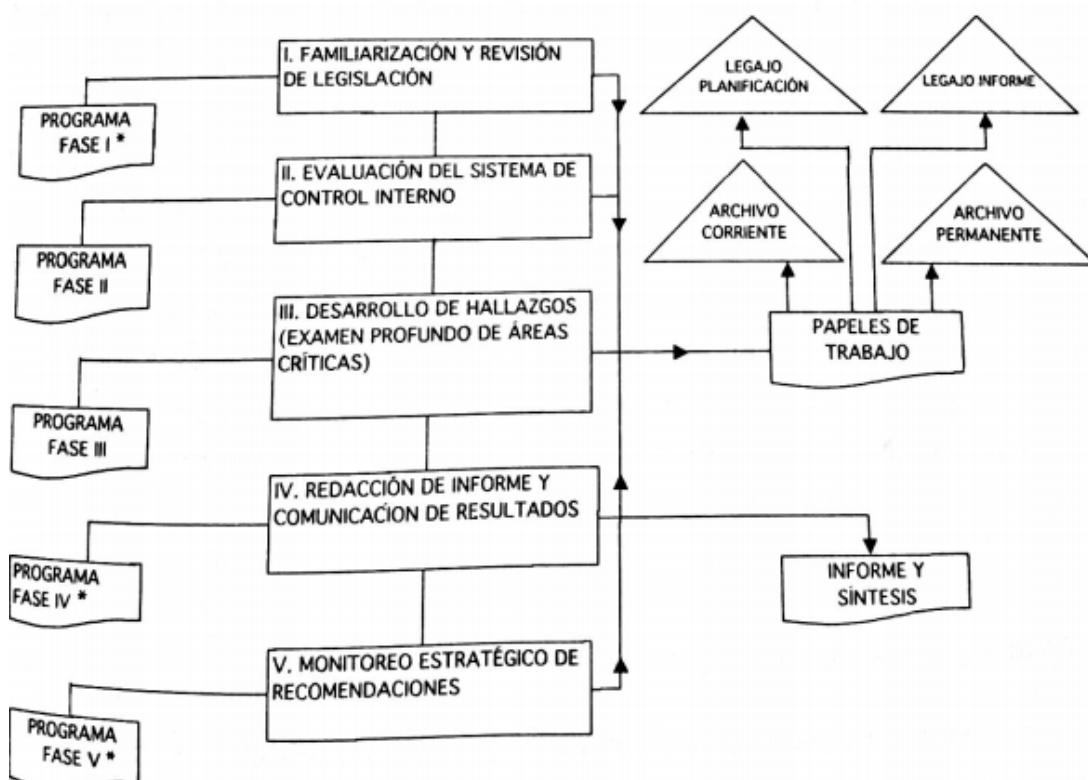 I. FAMILIARIZACIÓN Y REVISIÓN
DE LEGISLACIÓN
PROGRAMA
FASE I *
II. EVALUACIÓN DEL SISTEMA DE
CONTROL INTERNO
PROGRAMA
FASE II
III. DESARROLLO DE HALLAZGOS
(EXAMEN PROFUNDO DE ÁREAS
CRÍTICAS)
PROGRAMA
FASE III
IV. REDACCIÓN DE INFORME Y
COMUNICACION DE RESULTADOS
PROGRAMA
FASE IV *
V. MONITOREO ESTRATÉGICO DE
RECOMENDACIONES
PROGRAMA
FASE V *
LEGAJO
PLANIFICACIÓN
LEGAJO INFORME
ARCHIVO
CORRIENTE
ARCHIVO
PERMANENTE
PAPELES DE
TRABAJO
INFORME Y
SÍNTESIS